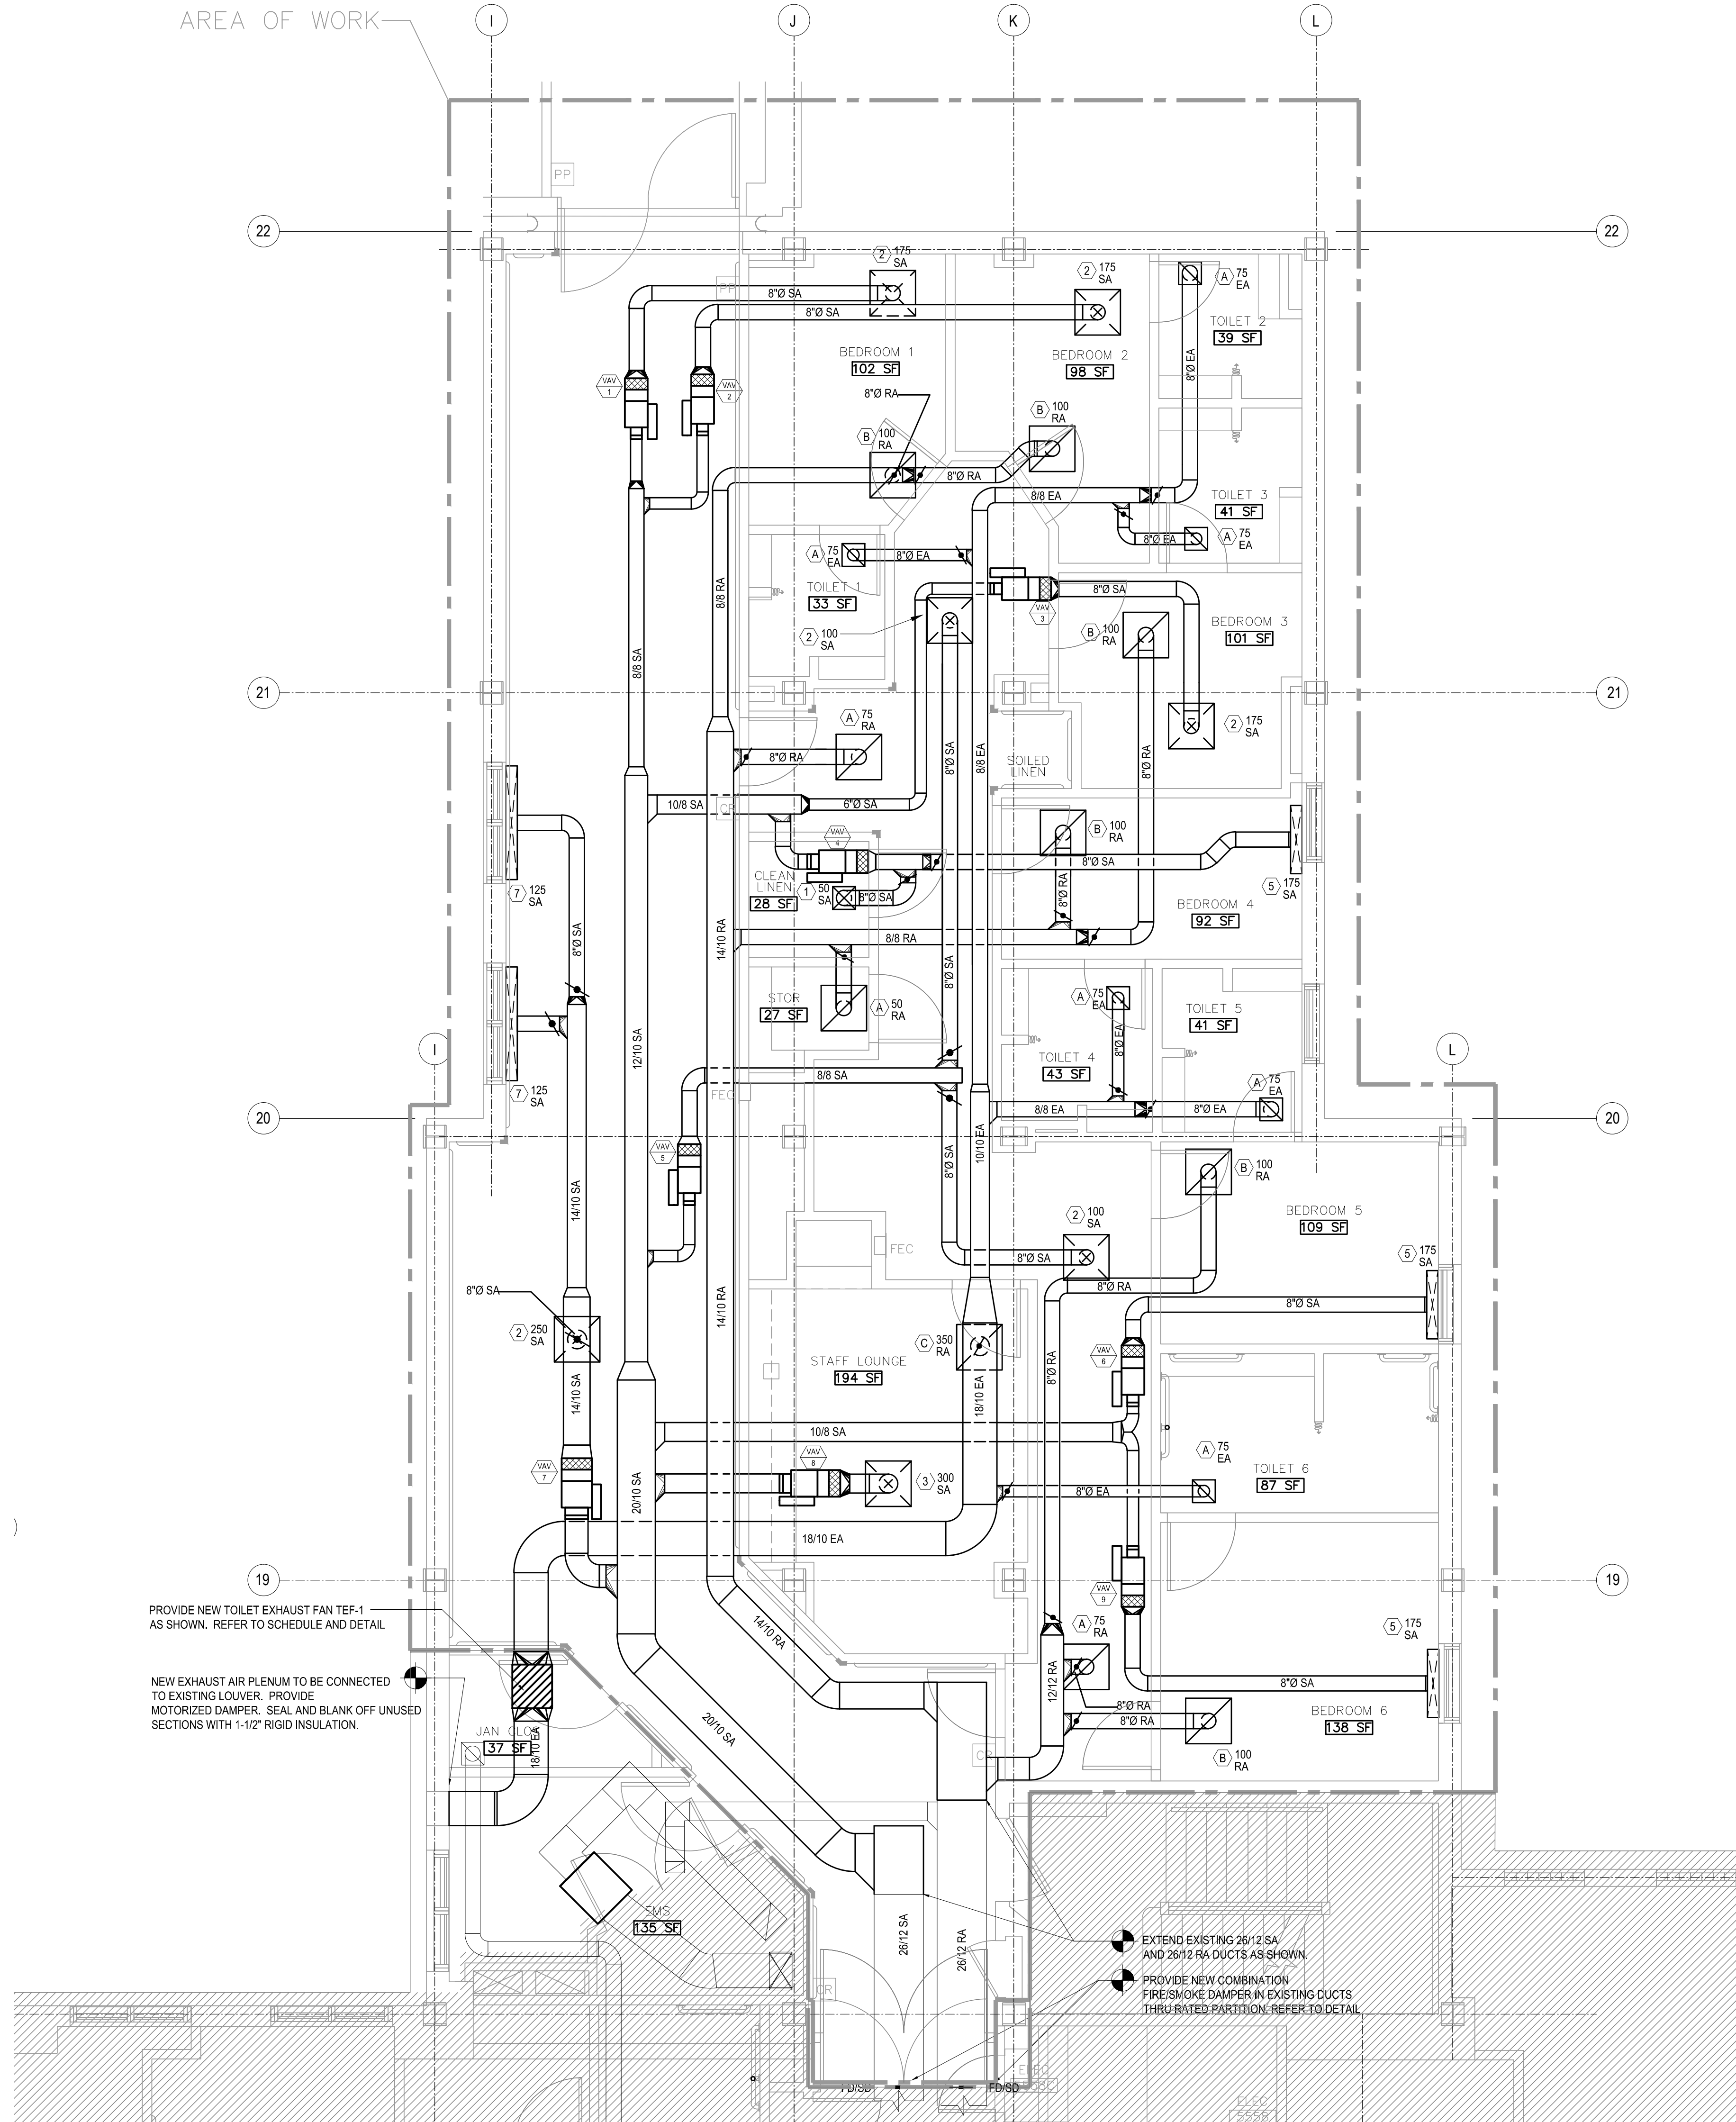 AREA OF WORK
I
J
K
L
PP
22
22
2
175
SA
2
175
SA
A
75
EA
8"Ø SA
PP
8"Ø SA
TOILET 2
39 SF
BEDROOM 1
102 SF
BEDROOM 2
98 SF
8"Ø EA
VAV
1
VAV
2
8"Ø RA
B
100
RA
B
100
RA
8"Ø RA
8/8 EA
TOILET 3
41 SF
A
75
EA
8"Ø EA
A
75
EA
8"Ø EA
TOILET 1
33 SF
8/8 RA
8"Ø SA
VAV
3
2
100
SA
B
100
RA
BEDROOM 3
101 SF
8/8 SA
21
21
A
75
RA
2
175
SA
8"Ø RA
8"Ø SA
8/8 EA
SOILED
LINEN
8"Ø RA
10/8 SA
CR
6"Ø SA
VAV
4
B
100
RA
8"Ø SA
CLEAN
LINEN
28 SF
1
50
SA
8"Ø SA
8"Ø RA
5
175
SA
7
125
SA
BEDROOM 4
92 SF
8"Ø SA
14/10 RA
8/8 RA
8"Ø SA
STOR
27 SF
A
50
RA
A
75
EA
TOILET 5
41 SF
I
12/10 SA
8"Ø EA
TOILET 4
43 SF
L
8/8 SA
7
125
SA
FEC
A
75
EA
20
8/8 EA
8"Ø EA
20
VAV
5
10/10 EA
8"Ø SA
B
100
RA
14/10 SA
2
100
SA
BEDROOM 5
109 SF
FEC
8"Ø SA
5
175
SA
8"Ø SA
14/10 RA
8"Ø RA
8"Ø SA
2
250
SA
C
350
RA
VAV
6
STAFF LOUNGE
194 SF
8"Ø RA
14/10 SA
18/10 EA
10/8 SA
A
75
EA
VAV
7
VAV
8
3
300
SA
TOILET 6
87 SF
20/10 SA
8"Ø EA
18/10 EA
19
19
VAV
9
PROVIDE NEW TOILET EXHAUST FAN TEF-1
AS SHOWN. REFER TO SCHEDULE AND DETAIL
14/10 RA
A
75
RA
5
175
SA
NEW EXHAUST AIR PLENUM TO BE CONNECTED
TO EXISTING LOUVER. PROVIDE
MOTORIZED DAMPER. SEAL AND BLANK OFF UNUSED
SECTIONS WITH 1-1/2" RIGID INSULATION.
12/12 RA
8"Ø SA
8"Ø RA
8"Ø RA
BEDROOM 6
138 SF
JAN CLOS
37 SF
18/10 EA
20/10 SA
CR
B
100
RA
EMS
135 SF
26/12 SA
26/12 RA
EXTEND EXISTING 26/12 SA
AND 26/12 RA DUCTS AS SHOWN.
PROVIDE NEW COMBINATION
FIRE/SMOKE DAMPER IN EXISTING DUCTS
THRU RATED PARTITION. REFER TO DETAIL
CR
FD/SD
FD/SD
ELEC
ELEC
5558